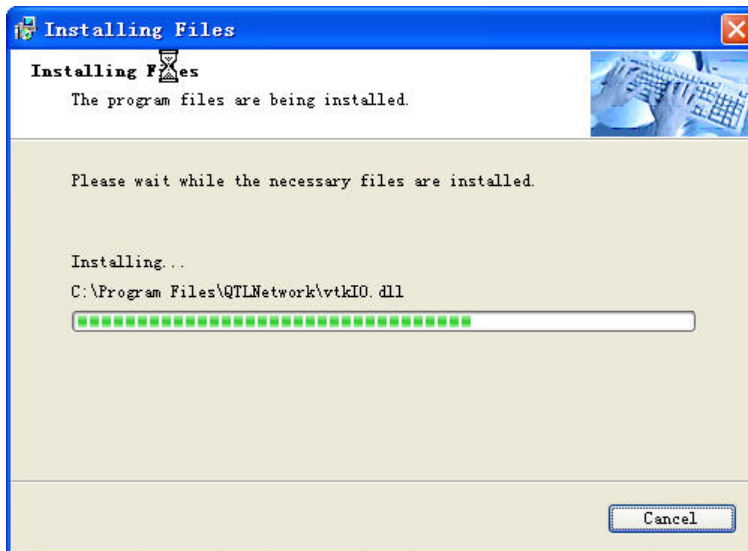 Installing Files
Installing Files
The program files are being installed.
Please wait while the necessary files are installed.
Installing...
C:\Program Files\QTLNetwork\vtkIO.dll
Cancel